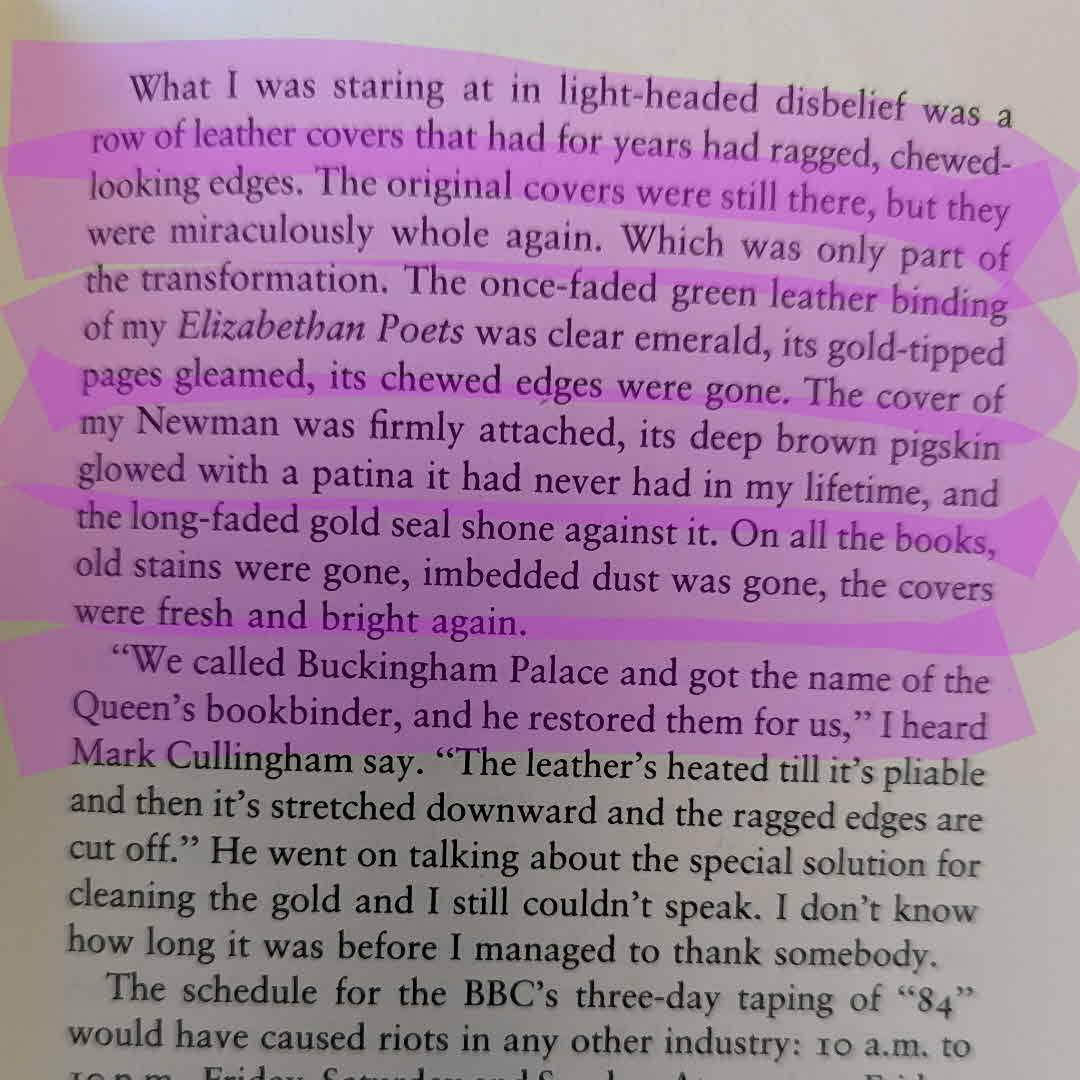 What I was staring at in light-headed disbelief was a
row of leather covers that had for years had ragged, chewed-
looking edges. The original covers were still there, but they
were miraculously whole again. Which was only part of
the transformation. The once-faded green leather binding
of my Elizabethan Poets was clear emerald, its gold-tipped
pages gleamed, its chewed edges were gone. The cover of
my Newman was firmly attached, its deep brown pigskin
glowed with a patina it had never had in my lifetime, and
the long-faded gold seal shone against it. On all the books,
old stains were gone, imbedded dust was gone, the covers
were fresh and bright again.
“We called Buckingham Palace and got the name of the
Queen’s bookbinder, and he restored them for us,” I heard
Mark Cullingham say. “The leather’s heated till it’s pliable
and then it’s stretched downward and the ragged edges are
cut off.” He went on talking about the special solution for
cleaning the gold and I still couldn’t speak. I don’t know
how long it was before I managed to thank somebody.
The schedule for the BBC’s three-day taping of “84”
would have caused riots in any other industry: 10 a.m. to